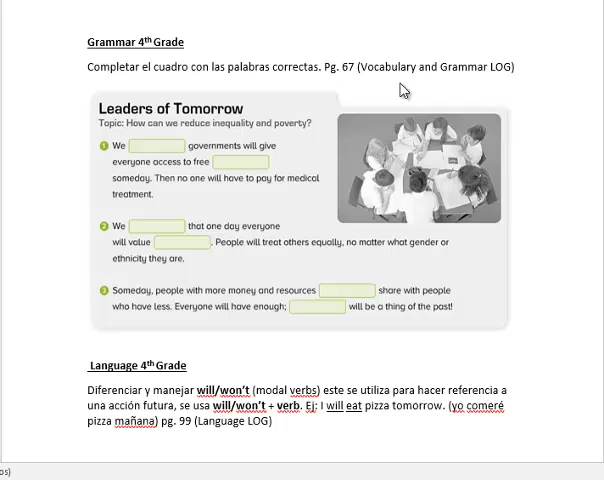 Grammar 4th Grade
Completar el cuadro con las palabras correctas. Pg. 67 (Vocabulary and Grammar LOG)
Leaders of Tomorrow
Topic: How can we reduce inequality and poverty?
1 We governments will give
everyone access to free
someday. Then no one will have to pay for medical
treatment.
2 We that one day everyone
will value . People will treat others equally, no matter what gender or
ethnicity they are.
3 Someday, people with more money and resources share with people
who have less. Everyone will have enough; will be a thing of the past!
Language 4th Grade
Diferenciar y manejar will/won't (modal verbs) este se utiliza para hacer referencia a
una acción futura, se usa will/won't + verb. Ej: I will eat pizza tomorrow. (yo comeré
pizza mañana) pg. 99 (Language LOG)
os)